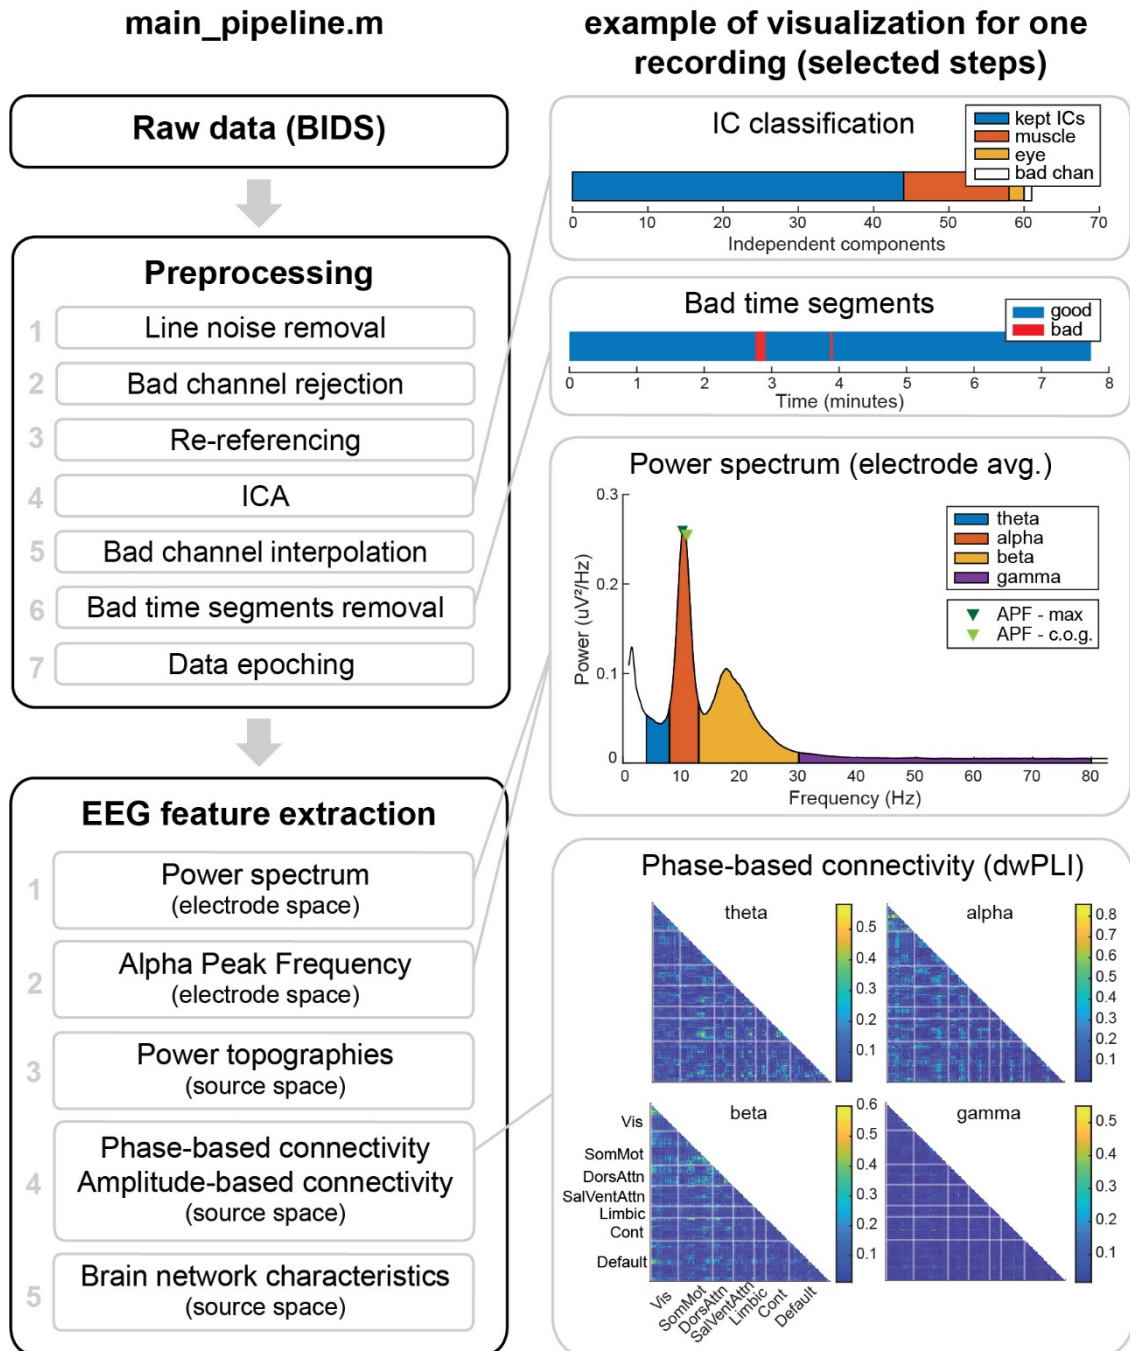 main_pipeline.m
Raw data (BIDS)
Preprocessing
1 Line noise removal
2 Bad channel rejection
3 Re-referencing
4 ICA
5 Bad channel interpolation
6 Bad time segments removal
7 Data epoching
EEG feature extraction
1 Power spectrum
(electrode space)
2 Alpha Peak Frequency
(electrode space)
3 Power topographies
(source space)
4 Phase-based connectivity
Amplitude-based connectivity
(source space)
5 Brain network characteristics
(source space)
example of visualization for one
recording (selected steps)
IC classification
kept ICs
muscle
eye
bad chan
0 10 20 30 40 50 60 70
Independent components
Bad time segments
good
bad
0 1 2 3 4 5 6 7 8
Time (minutes)
Power spectrum (electrode avg.)
0.3
0.2
0.1
0
Power (uV²/Hz)
theta
alpha
beta
gamma
APF - max
APF - c.o.g.
0 10 20 30 40 50 60 70 80
Frequency (Hz)
Phase-based connectivity (dwPLI)
theta
0.5
0.4
0.3
0.2
0.1
alpha
0.8
0.7
0.6
0.5
0.4
0.3
0.2
0.1
beta
0.6
0.5
0.4
0.3
0.2
0.1
Vis
SomMot
DorsAttn
SalVentAttn
Limbic
Cont
Default
Vis
SomMot
DorsAttn
SalVentAttn
Limbic
Cont
Default
gamma
0.5
0.4
0.3
0.2
0.1